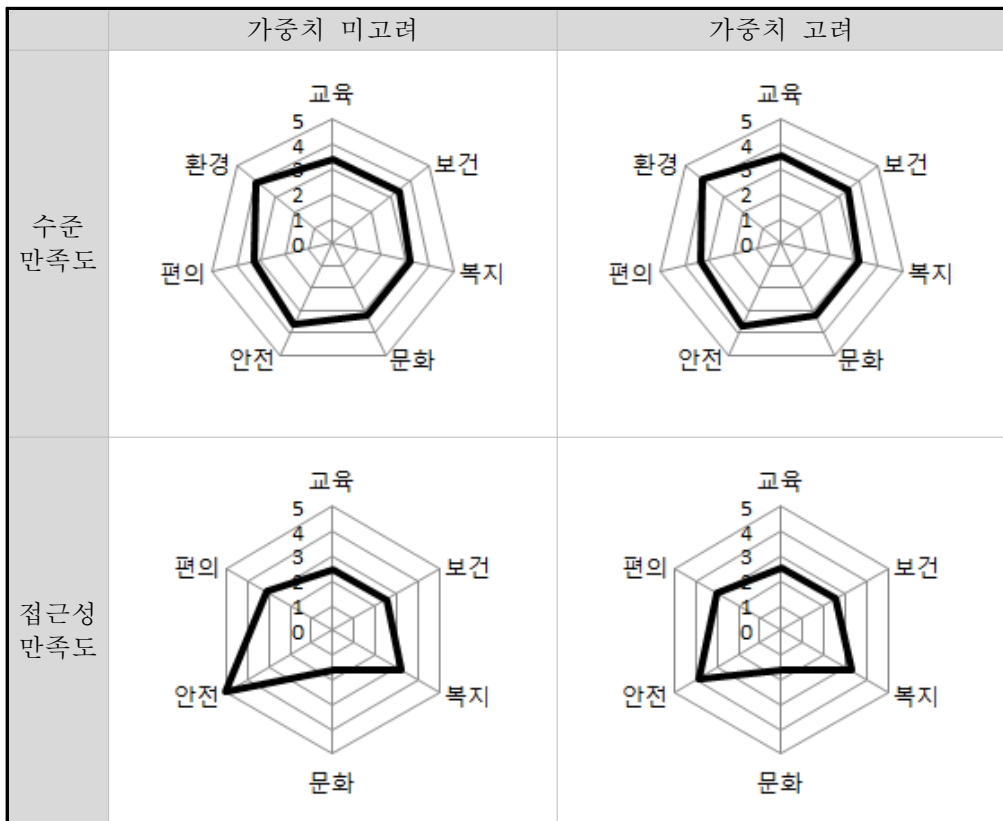 가중치 미고려
가중치 고려
수준
만족도
교육
보건
복지
문화
안전
편의
환경
5
4
3
2
1
0
교육
보건
복지
문화
안전
편의
환경
5
4
3
2
1
0
접근성
만족도
교육
보건
복지
문화
안전
편의
5
4
3
2
1
0
교육
보건
복지
문화
안전
편의
5
4
3
2
1
0